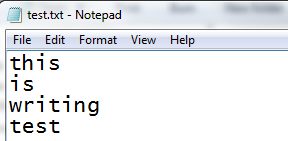 test.txt - Notepad
File Edit Format View Help
this
is
writing
test